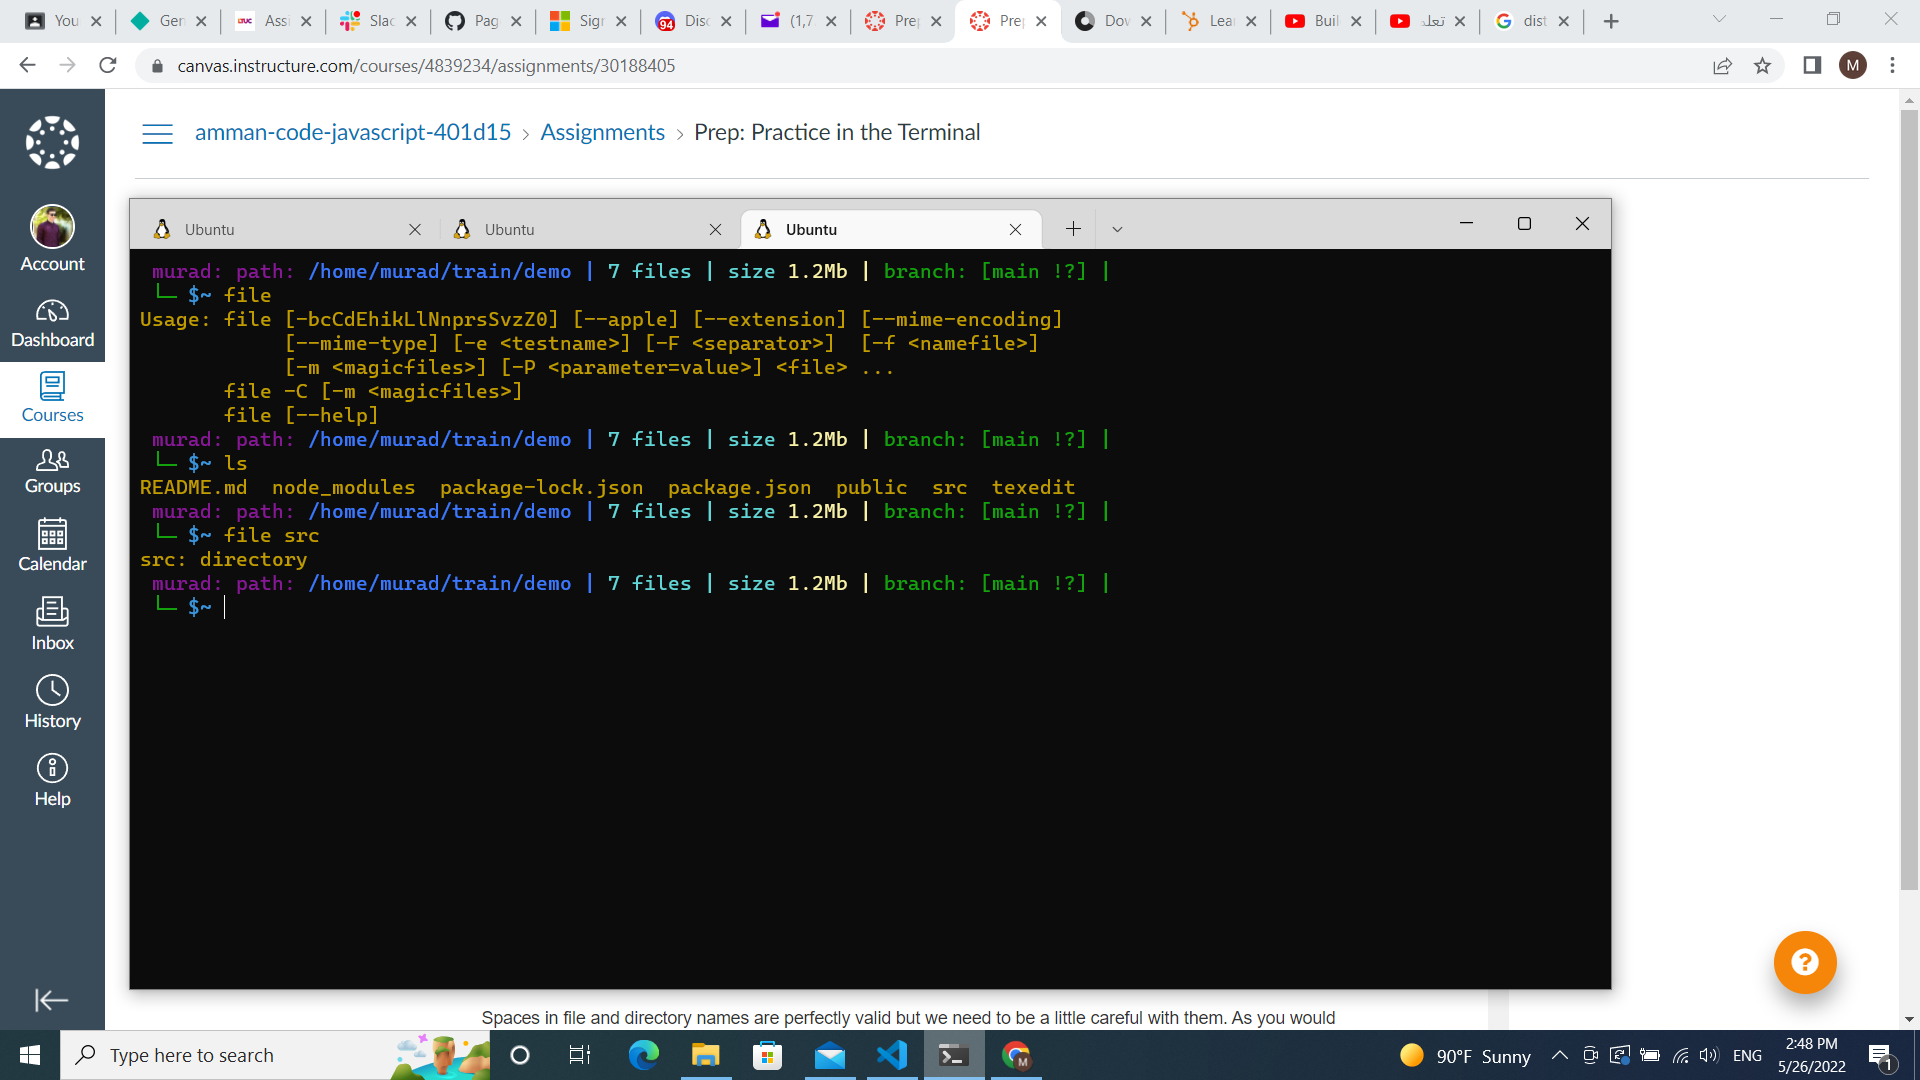 You
Ger
Assi
Slac
Pag
Sign
94
Disc
(1,7
Prep
Prep
Dov
Lear
Buil
تعلد
dist
canvas.instructure.com/courses/4839234/assignments/30188405
M
amman-code-javascript-401d15 › Assignments › Prep: Practice in the Terminal
Account
Dashboard
Courses
Groups
Calendar
Inbox
History
Help
Ubuntu
Ubuntu
Ubuntu
murad: path: /home/murad/train/demo | 7 files | size 1.2Mb | branch: [main !?] |
└─ $~ file
Usage: file [-bcCdEhikLlNnprsSvzZ0] [--apple] [--extension] [--mime-encoding]
[--mime-type] [-e <testname>] [-F <separator>]  [-f <namefile>]
[-m <magicfiles>] [-P <parameter=value>] <file> ...
file -C [-m <magicfiles>]
file [--help]
murad: path: /home/murad/train/demo | 7 files | size 1.2Mb | branch: [main !?] |
└─ $~ ls
README.md  node_modules  package-lock.json  package.json  public  src  texedit
murad: path: /home/murad/train/demo | 7 files | size 1.2Mb | branch: [main !?] |
└─ $~ file src
src: directory
murad: path: /home/murad/train/demo | 7 files | size 1.2Mb | branch: [main !?] |
└─ $~
Spaces in file and directory names are perfectly valid but we need to be a little careful with them. As you would
Type here to search
90°F Sunny
ENG
2:48 PM
5/26/2022
1